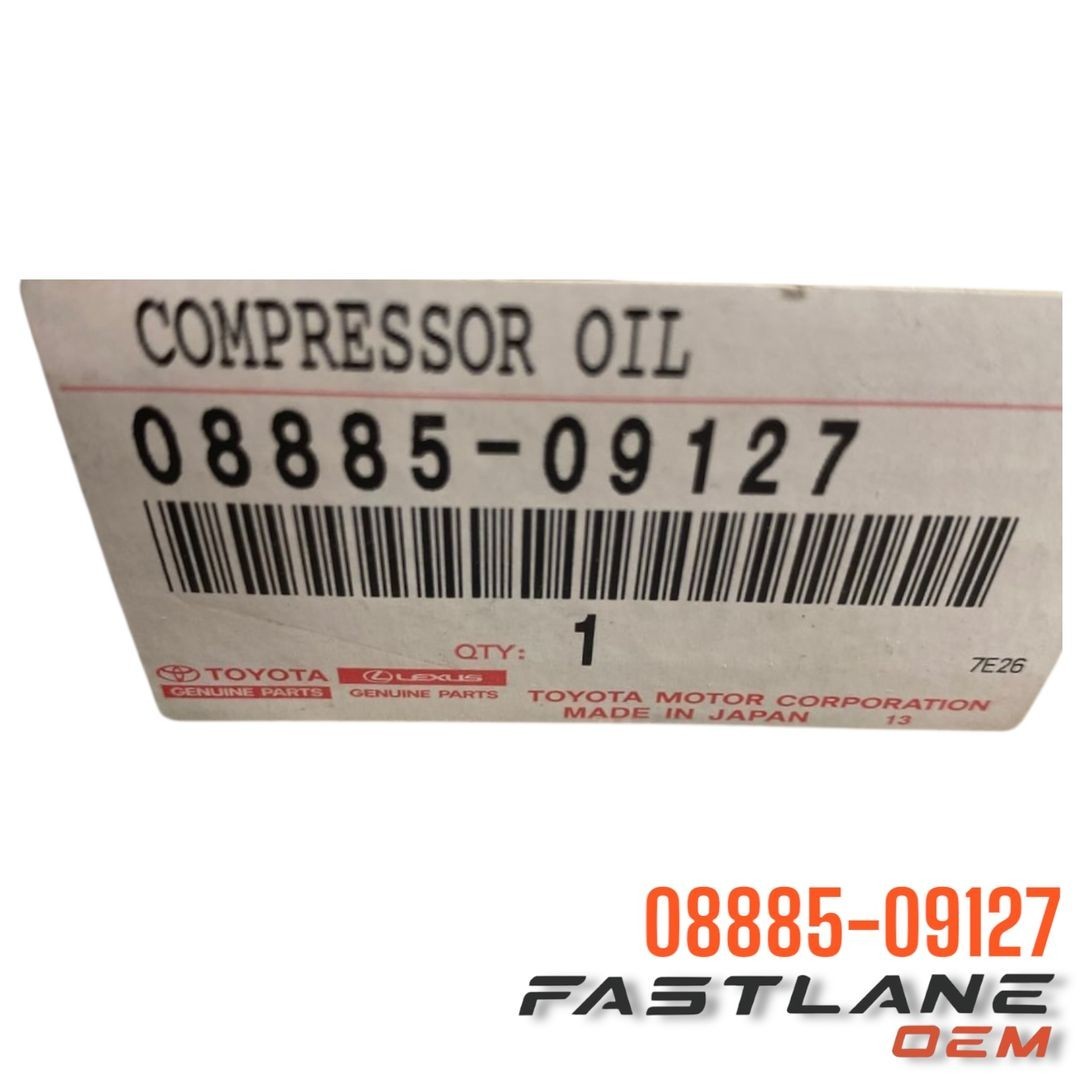 COMPRESSOR OIL
08885-09127
QTY: 1
7E26
TOYOTA
GENUINE PARTS
LEXUS
GENUINE PARTS
TOYOTA MOTOR CORPORATION
MADE IN JAPAN 13
08885-09127
FASTLANE
OEM